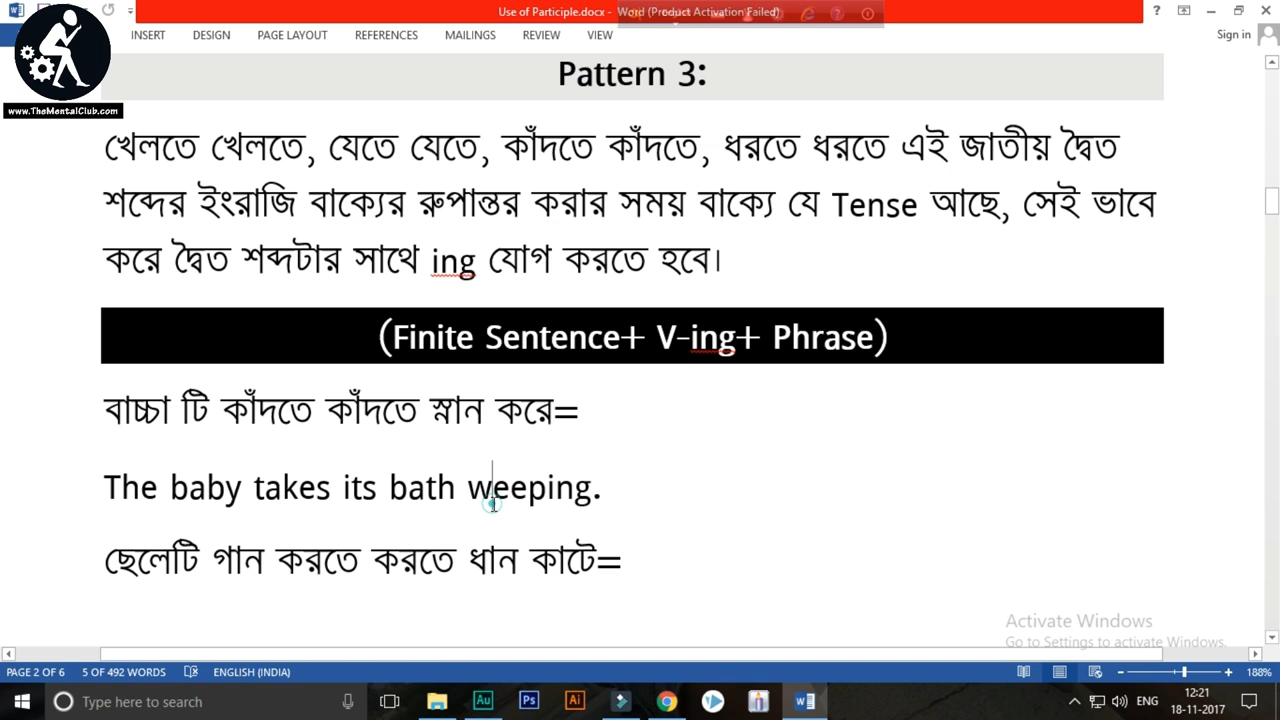 Use of Participle.docx - Word (Product Activation Failed)
INSERT DESIGN PAGE LAYOUT REFERENCES MAILINGS REVIEW VIEW Sign in
www.TheMentalClub.com
Pattern 3:
খেলতে খেলতে, যেতে যেতে, কাঁদতে কাঁদতে, ধরতে ধরতে এই জাতীয় দ্বৈত
শব্দের ইংরাজি বাক্যের রুপান্তর করার সময় বাক্যে যে Tense আছে, সেই ভাবে
করে দ্বৈত শব্দটার সাথে ing যোগ করতে হবে।
(Finite Sentence+ V-ing+ Phrase)
বাচ্চা টি কাঁদতে কাঁদতে স্নান করে=
The baby takes its bath weeping.
ছেলেটি গান করতে করতে ধান কাটে=
Activate Windows
Go to Settings to activate Windows.
PAGE 2 OF 6 5 OF 492 WORDS ENGLISH (INDIA) 188%
Type here to search Au Ps Ai ENG 12:21
18-11-2017